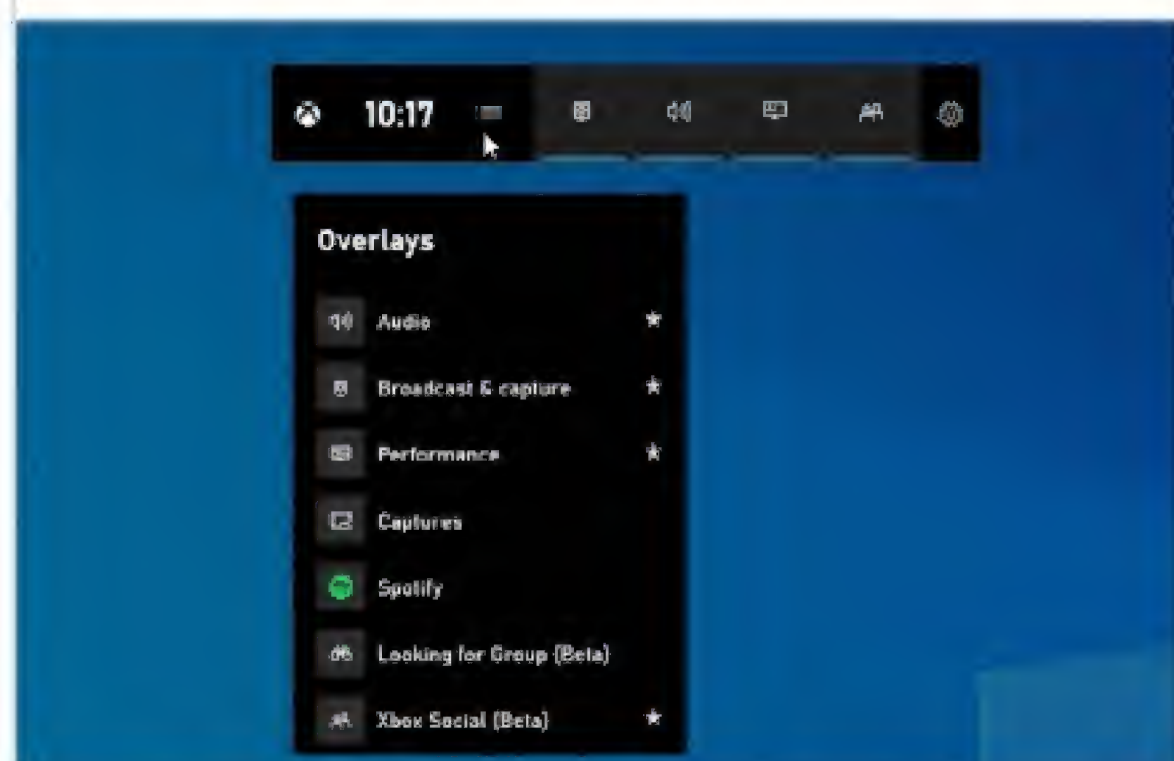 10:17
Overlays
Audio
Broadcast & capture
Performance
Captures
Spotify
Looking for Group (Beta)
Xbox Social (Beta)